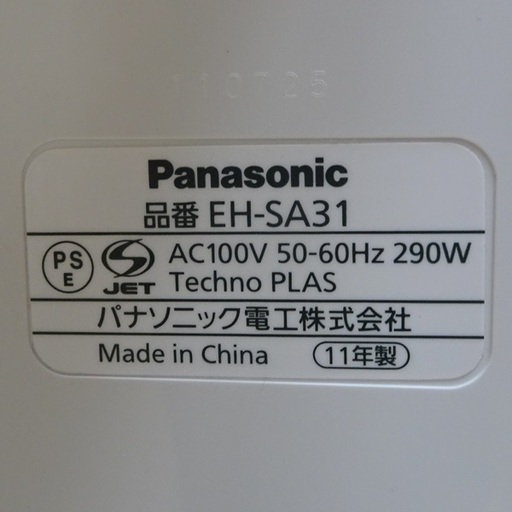 110725
Panasonic
品番 EH-SA31
PS
E
JET
AC100V 50-60Hz 290W
Techno PLAS
パナソニック電工株式会社
Made in China 11年製